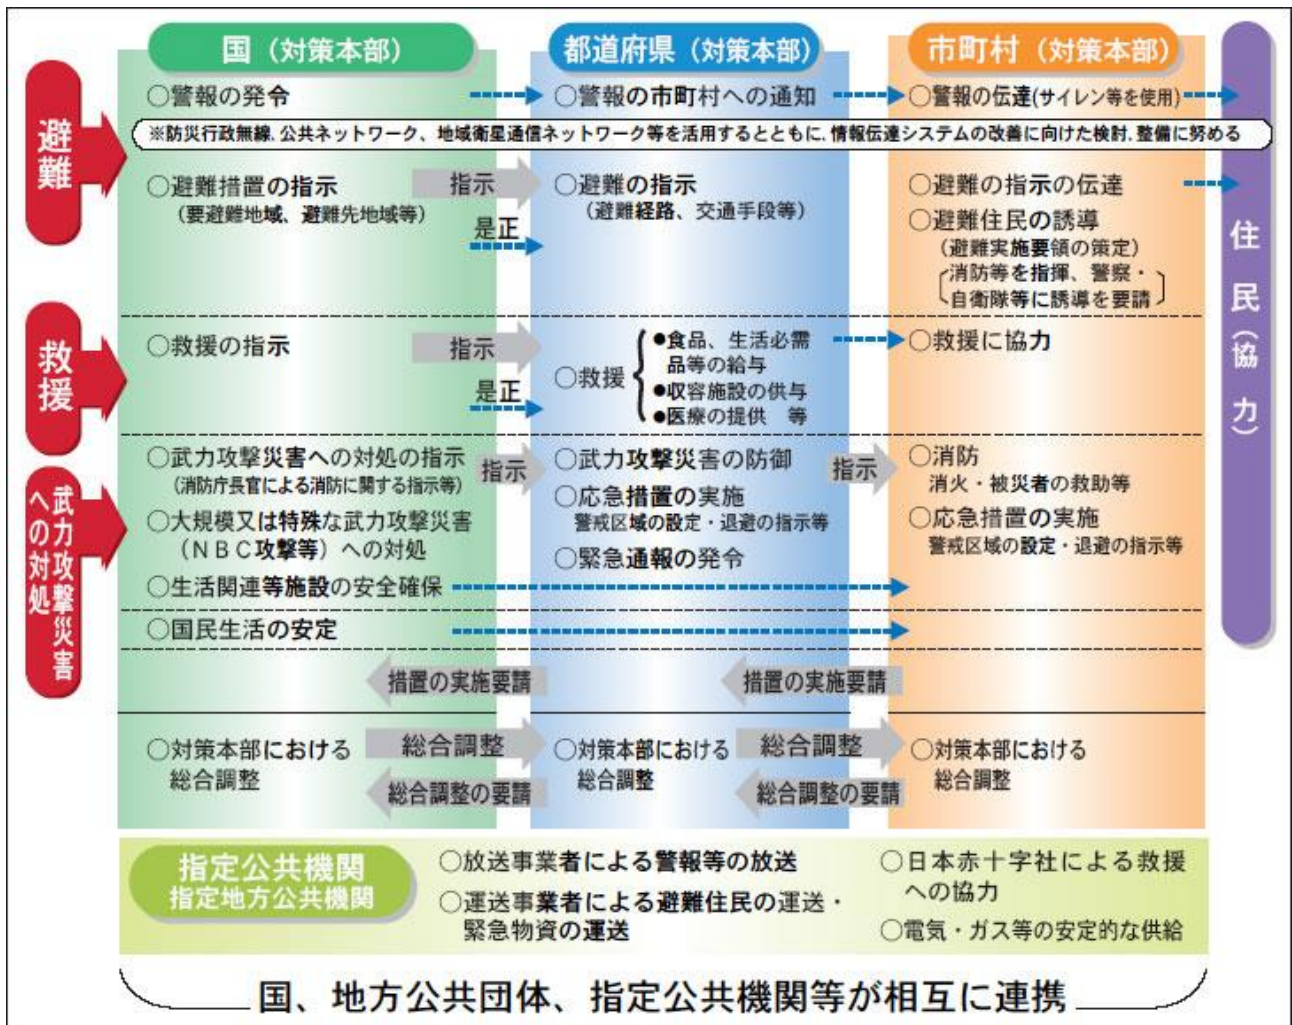 国（対策本部）
都道府県（対策本部）
市町村（対策本部）
避難
○警報の発令
○警報の市町村への通知
○警報の伝達(サイレン等を使用)
※防災行政無線、公共ネットワーク、地域衛星通信ネットワーク等を活用するとともに、情報伝達システムの改善に向けた検討、整備に努める
○避難措置の指示
（要避難地域、避難先地域等）
指示
是正
○避難の指示
（避難経路、交通手段等）
○避難の指示の伝達
○避難住民の誘導
（避難実施要領の策定）
消防等を指揮、警察・
自衛隊等に誘導を要請
住民（協力）
救援
○救援の指示
指示
是正
○救援
●食品、生活必需
品等の給与
●収容施設の供与
●医療の提供　等
○救援に協力
武力攻撃災害
への対処
○武力攻撃災害への対処の指示
（消防庁長官による消防に関する指示等）
指示
○武力攻撃災害の防御
指示
○消防
消火・被災者の救助等
○大規模又は特殊な武力攻撃災害
（ＮＢＣ攻撃等）への対処
○応急措置の実施
警戒区域の設定・退避の指示等
○応急措置の実施
警戒区域の設定・退避の指示等
○緊急通報の発令
○生活関連等施設の安全確保
○国民生活の安定
措置の実施要請
措置の実施要請
○対策本部における
総合調整
総合調整
総合調整の要請
○対策本部における
総合調整
総合調整
総合調整の要請
○対策本部における
総合調整
指定公共機関
指定地方公共機関
○放送事業者による警報等の放送
○運送事業者による避難住民の運送・
緊急物資の運送
○日本赤十字社による救援
への協力
○電気・ガス等の安定的な供給
国、地方公共団体、指定公共機関等が相互に連携